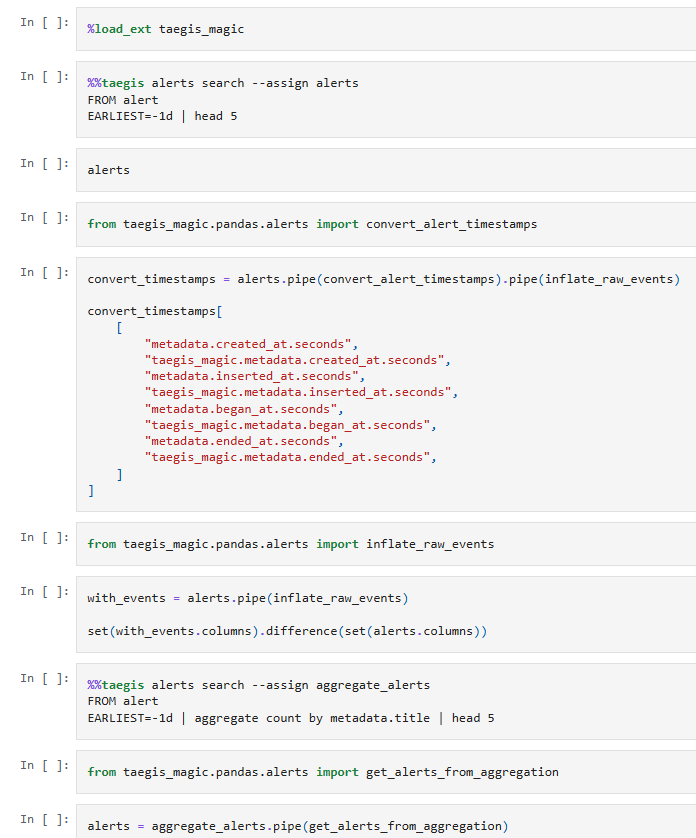 In [ ]: %load_ext taegis_magic
In [ ]: %%taegis alerts search --assign alerts
FROM alert
EARLIEST=-1d | head 5
In [ ]: alerts
In [ ]: from taegis_magic.pandas.alerts import convert_alert_timestamps
In [ ]: convert_timestamps = alerts.pipe(convert_alert_timestamps).pipe(inflate_raw_events)
convert_timestamps[
    [
        "metadata.created_at.seconds",
        "taegis_magic.metadata.created_at.seconds",
        "metadata.inserted_at.seconds",
        "taegis_magic.metadata.inserted_at.seconds",
        "metadata.began_at.seconds",
        "taegis_magic.metadata.began_at.seconds",
        "metadata.ended_at.seconds",
        "taegis_magic.metadata.ended_at.seconds",
    ]
]
In [ ]: from taegis_magic.pandas.alerts import inflate_raw_events
In [ ]: with_events = alerts.pipe(inflate_raw_events)
set(with_events.columns).difference(set(alerts.columns))
In [ ]: %%taegis alerts search --assign aggregate_alerts
FROM alert
EARLIEST=-1d | aggregate count by metadata.title | head 5
In [ ]: from taegis_magic.pandas.alerts import get_alerts_from_aggregation
In [ ]: alerts = aggregate_alerts.pipe(get_alerts_from_aggregation)